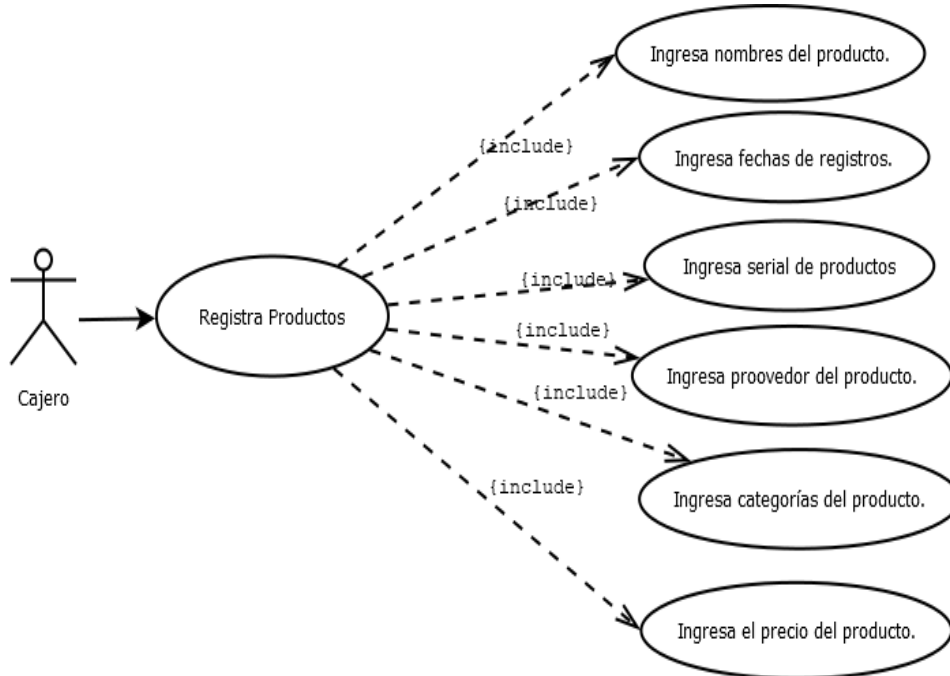 Ingresa nombres del producto.
{include}
Ingresa fechas de registros.
{include}
Ingresa serial de productos
{include}
Registra Productos
{include}
Ingresa proovedor del producto.
Cajero
{include}
Ingresa categorías del producto.
{include}
Ingresa el precio del producto.